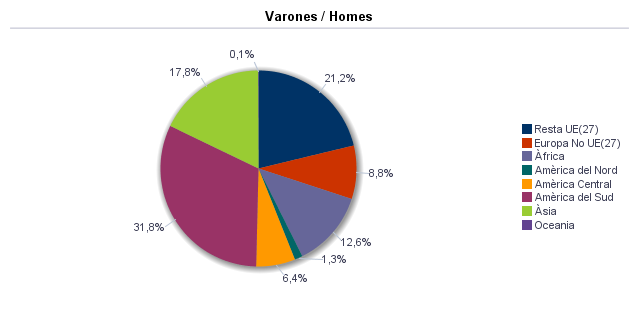 Varones / Homes
0,1%
17,8%
21,2%
8,8%
31,8%
12,6%
1,3%
6,4%
Resta UE(27)
Europa No UE(27)
Àfrica
Amèrica del Nord
Amèrica Central
Amèrica del Sud
Àsia
Oceania